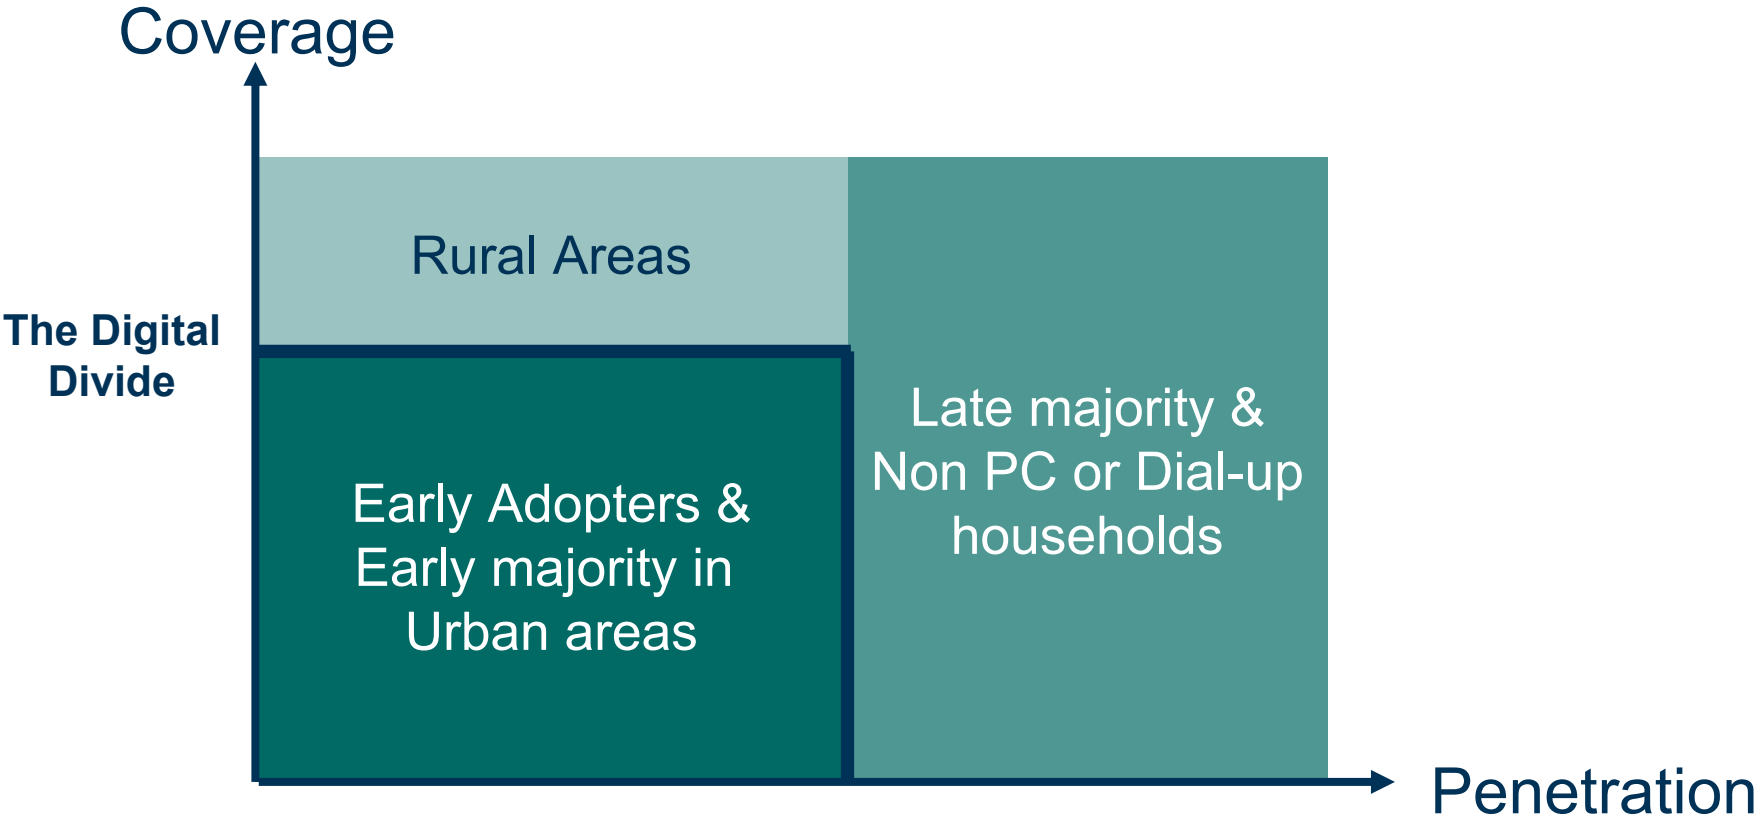 Coverage
Rural Areas
The Digital
Divide
Late majority &
Non PC or Dial-up
households
Early Adopters &
Early majority in
Urban areas
Penetration